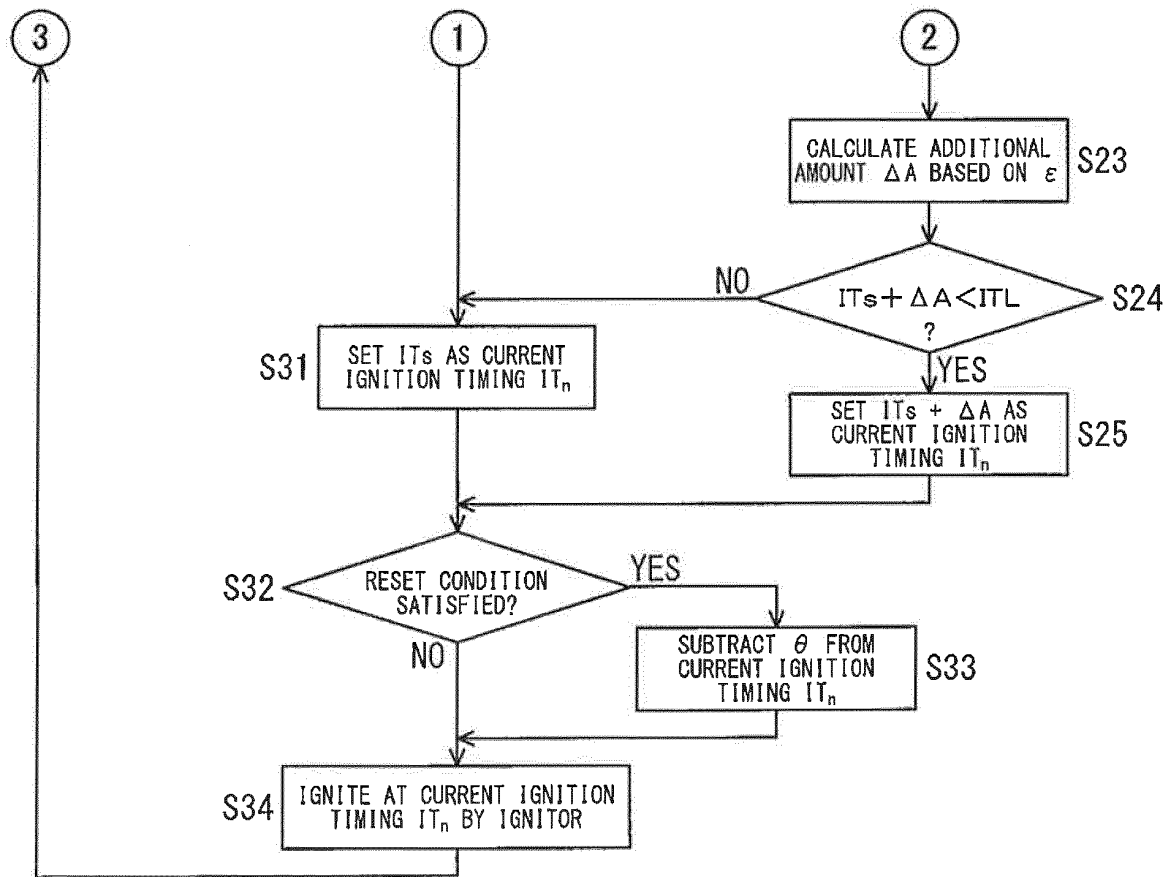 3
1
2
CALCULATE ADDITIONAL
AMOUNT ΔA BASED ON ε
S23
NO
ITs+ΔA<ITL
?
S24
YES
S31
SET ITs AS CURRENT
IGNITION TIMING ITn
SET ITs + ΔA AS
CURRENT IGNITION
TIMING ITn
S25
S32
RESET CONDITION
SATISFIED?
YES
NO
SUBTRACT θ FROM
CURRENT IGNITION
TIMING ITn
S33
S34
IGNITE AT CURRENT IGNITION
TIMING ITn BY IGNITOR